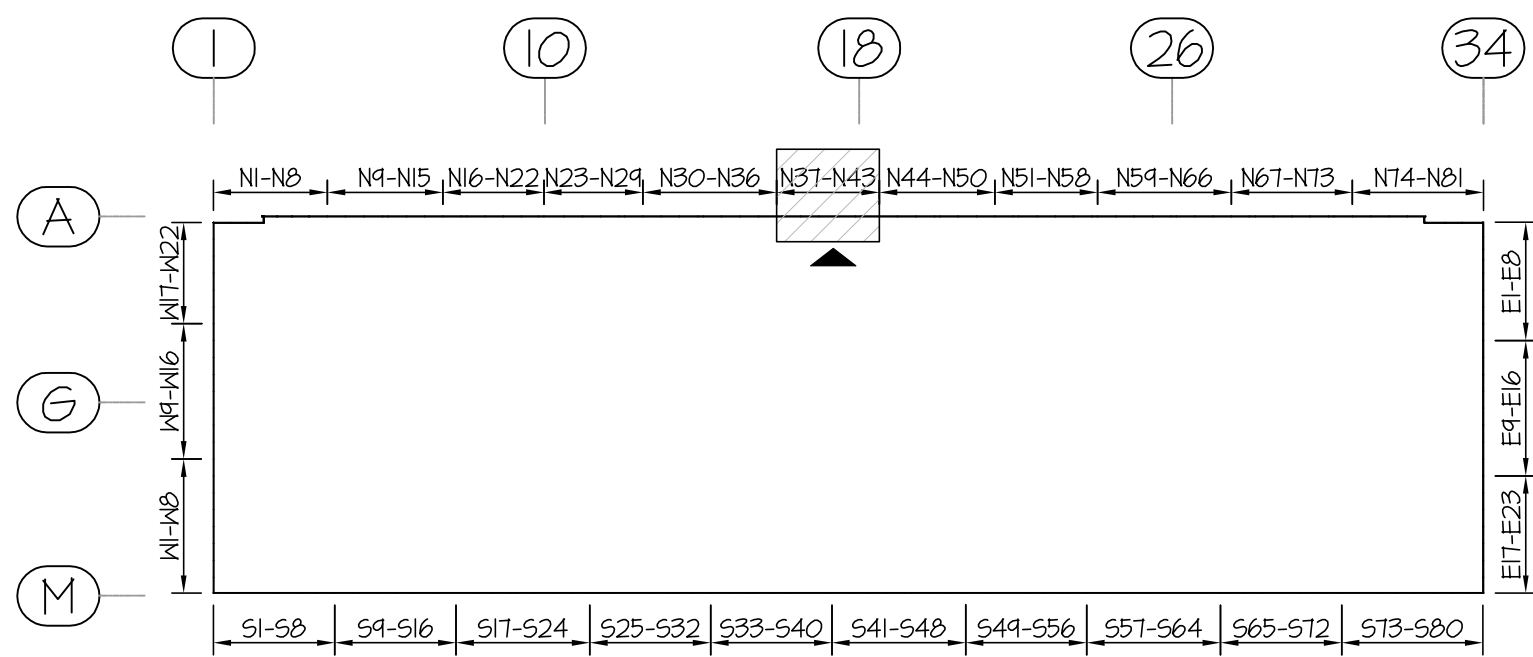 1 10 18 26 34
N1-N8 N9-N15 N16-N22 N23-N29 N30-N36 N37-N43 N44-N50 N51-N58 N59-N66 N67-N73 N74-N81
A
W17-W22
E1-E8
G
W9-W16
E9-E16
W1-W8
E17-E23
M
S1-S8 S9-S16 S17-S24 S25-S32 S33-S40 S41-S48 S49-S56 S57-S64 S65-S72 S73-S80